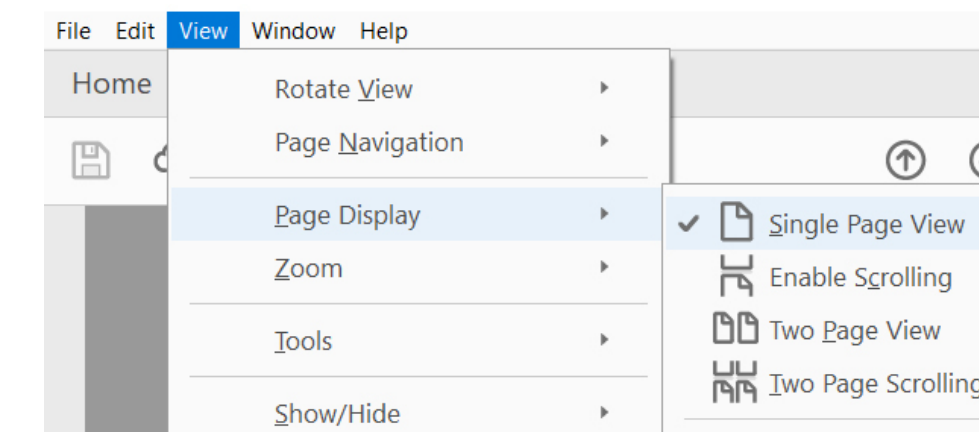 File Edit View Window Help
Home
Rotate View
Page Navigation
Page Display
Single Page View
Zoom
Enable Scrolling
Two Page View
Tools
Two Page Scrolling
Show/Hide